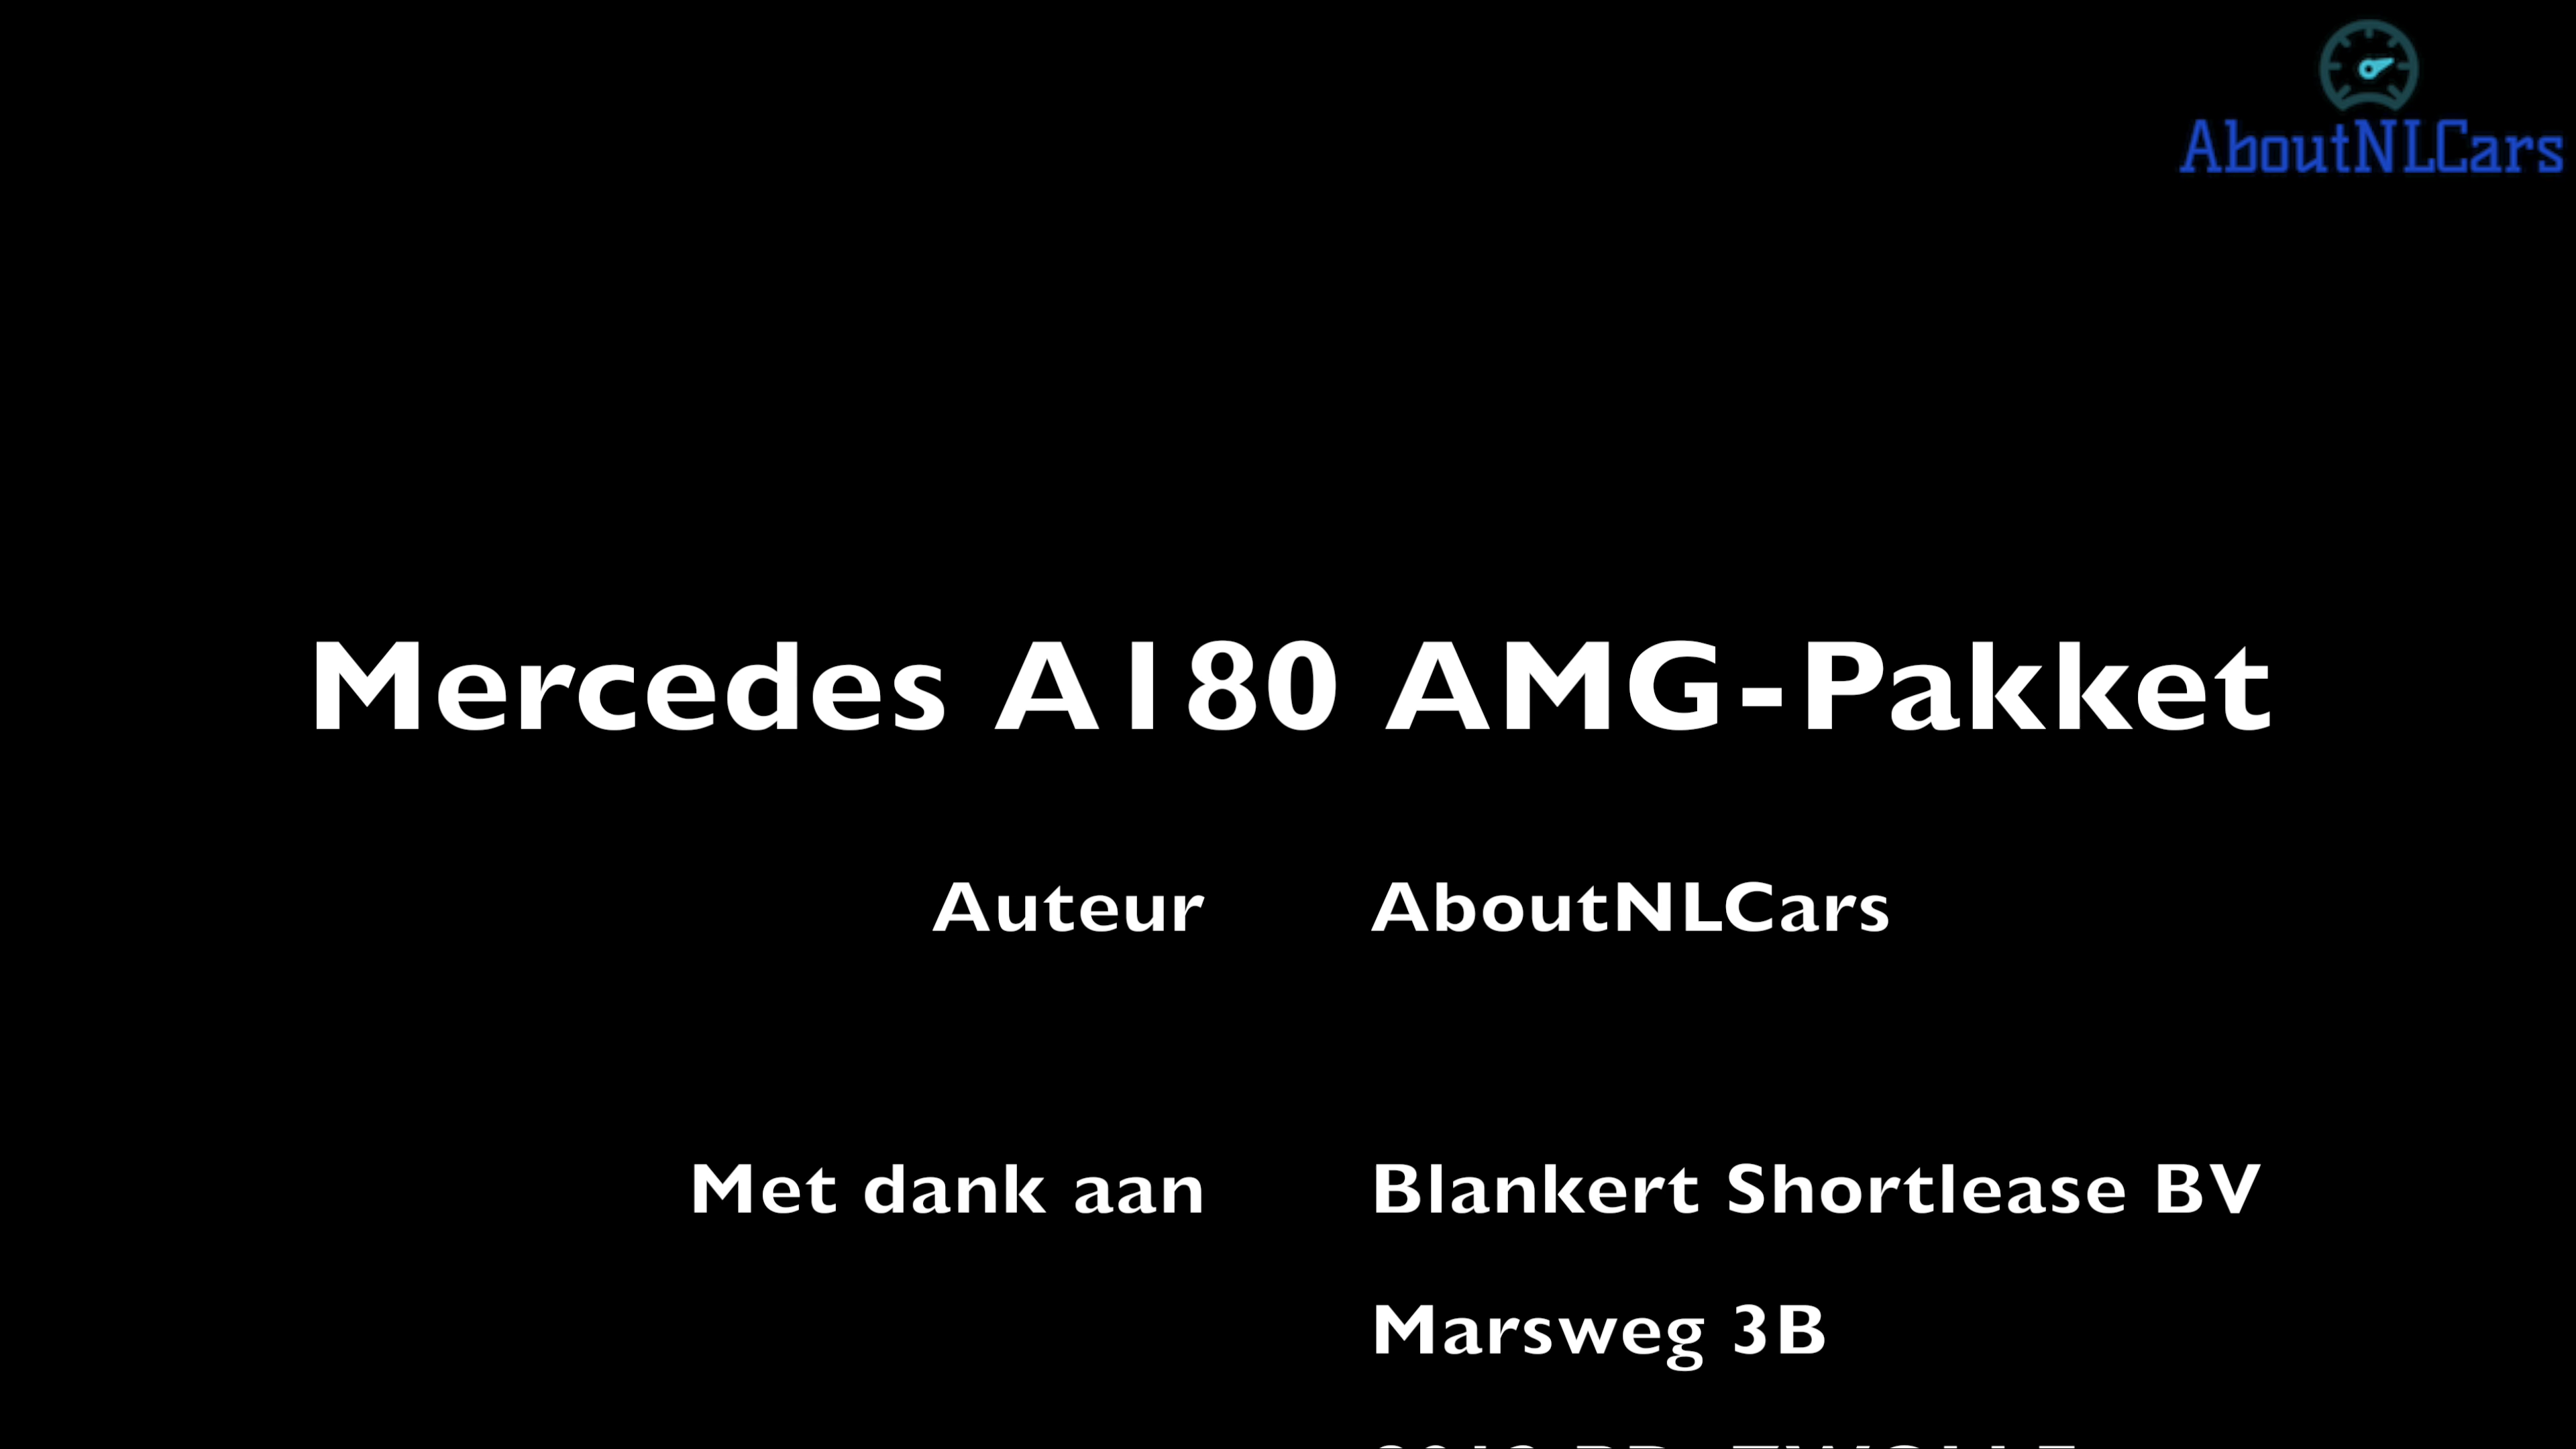 AboutNLCars
Mercedes A180 AMG-Pakket
Auteur AboutNLCars
Met dank aan Blankert Shortlease BV
Marsweg 3B